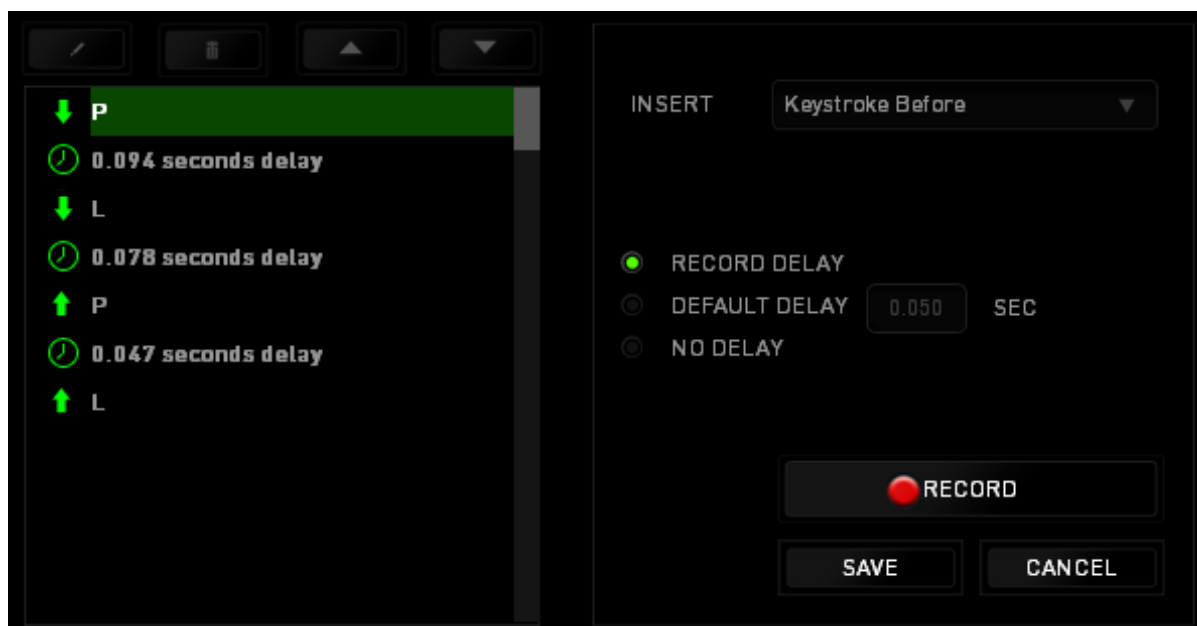 P
0.094 seconds delay
L
0.078 seconds delay
P
0.047 seconds delay
L
INSERT Keystroke Before
RECORD DELAY
DEFAULT DELAY 0.050 SEC
NO DELAY
RECORD
SAVE CANCEL